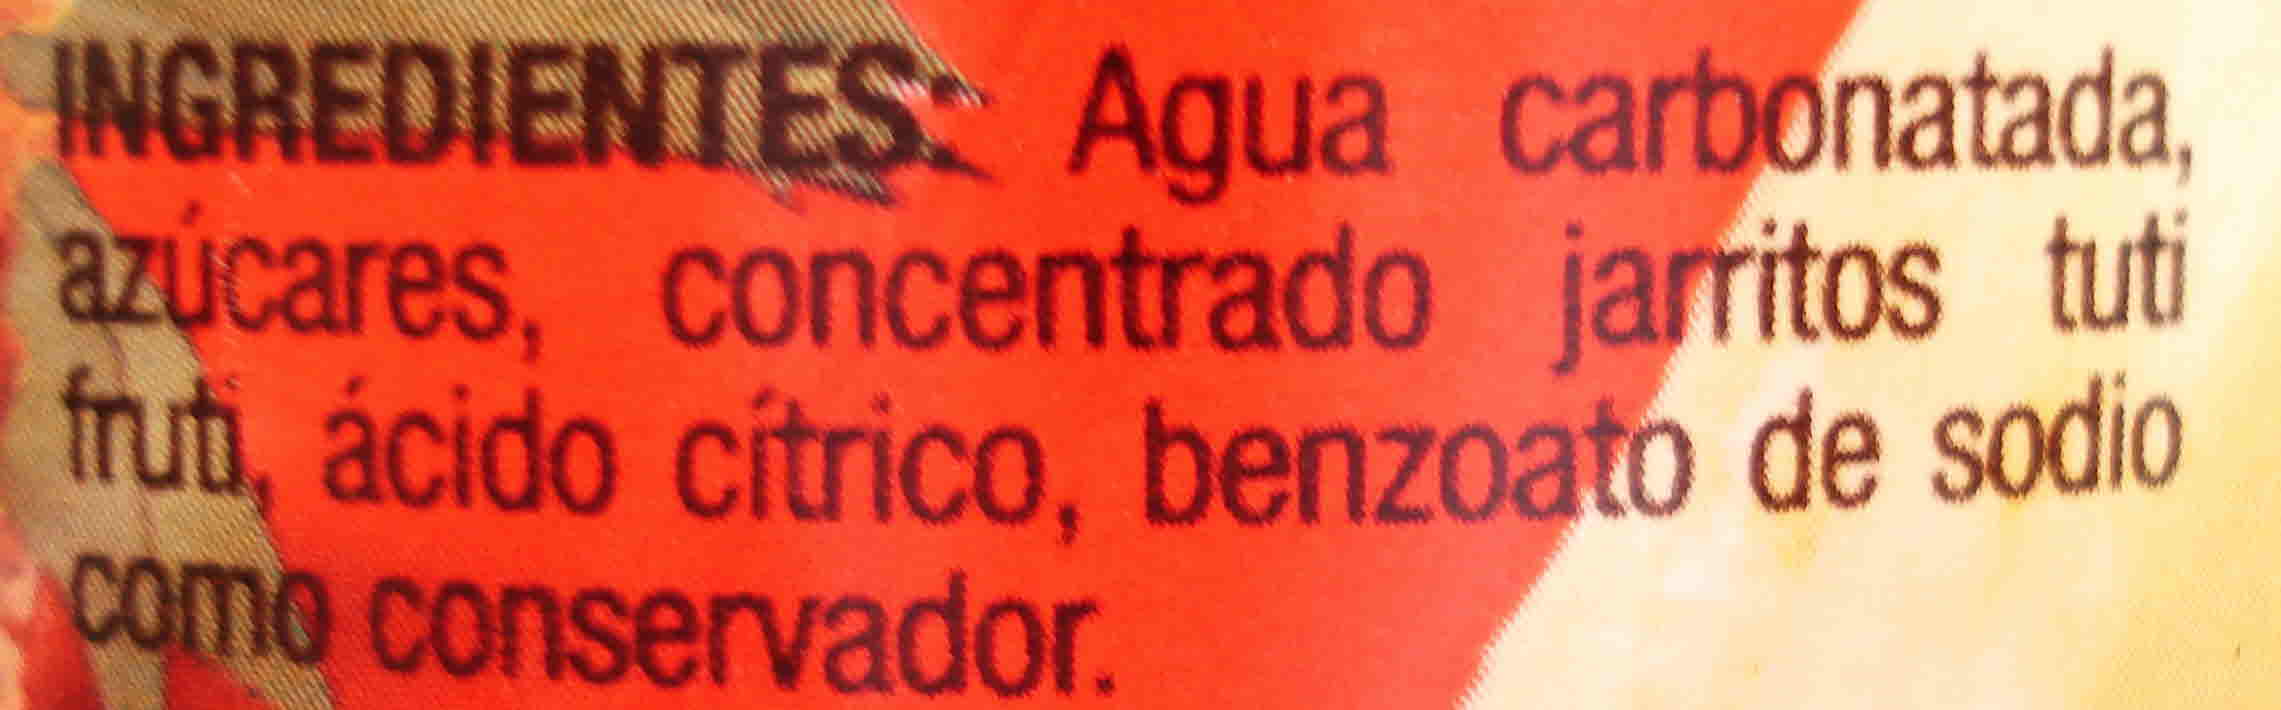 INGREDIENTES: Agua carbonatada,
azúcares, concentrado jarritos tuti
fruti, ácido cítrico, benzoato de sodio
como conservador.